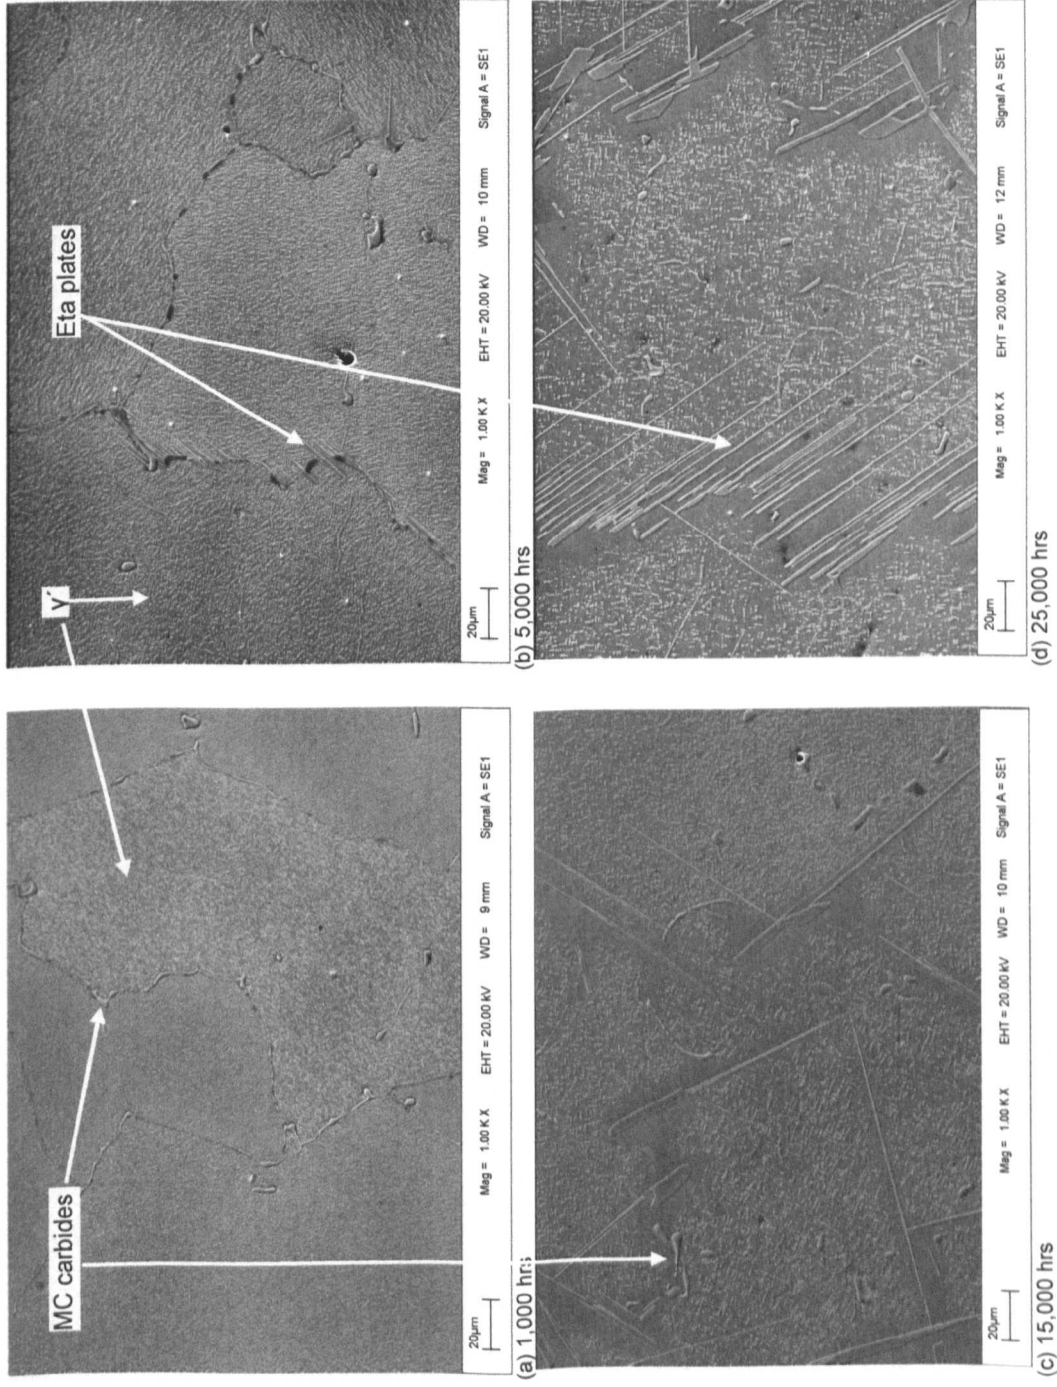 MC carbides
γ′
Eta plates
20µm
Mag = 1.00 K X EHT = 20.00 kV WD = 9 mm Signal A = SE1
(a) 1,000 hrs
20µm
Mag = 1.00 K X EHT = 20.00 kV WD = 10 mm Signal A = SE1
(b) 5,000 hrs
20µm
Mag = 1.00 K X EHT = 20.00 kV WD = 10 mm Signal A = SE1
(c) 15,000 hrs
20µm
Mag = 1.00 K X EHT = 20.00 kV WD = 12 mm Signal A = SE1
(d) 25,000 hrs